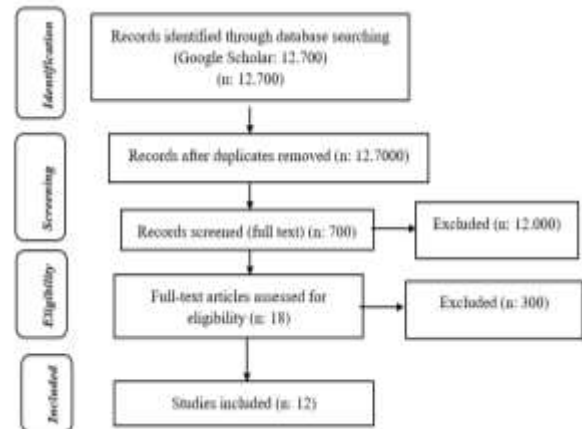 Identification
Records identified through database searching
(Google Scholar: 12.700)
(n: 12.700)
Screening
Records after duplicates removed (n: 12.7000)
Records screened (full text) (n: 700)
Excluded (n: 12.000)
Eligibility
Full-text articles assessed for
eligibility (n: 18)
Excluded (n: 300)
Included
Studies included (n: 12)